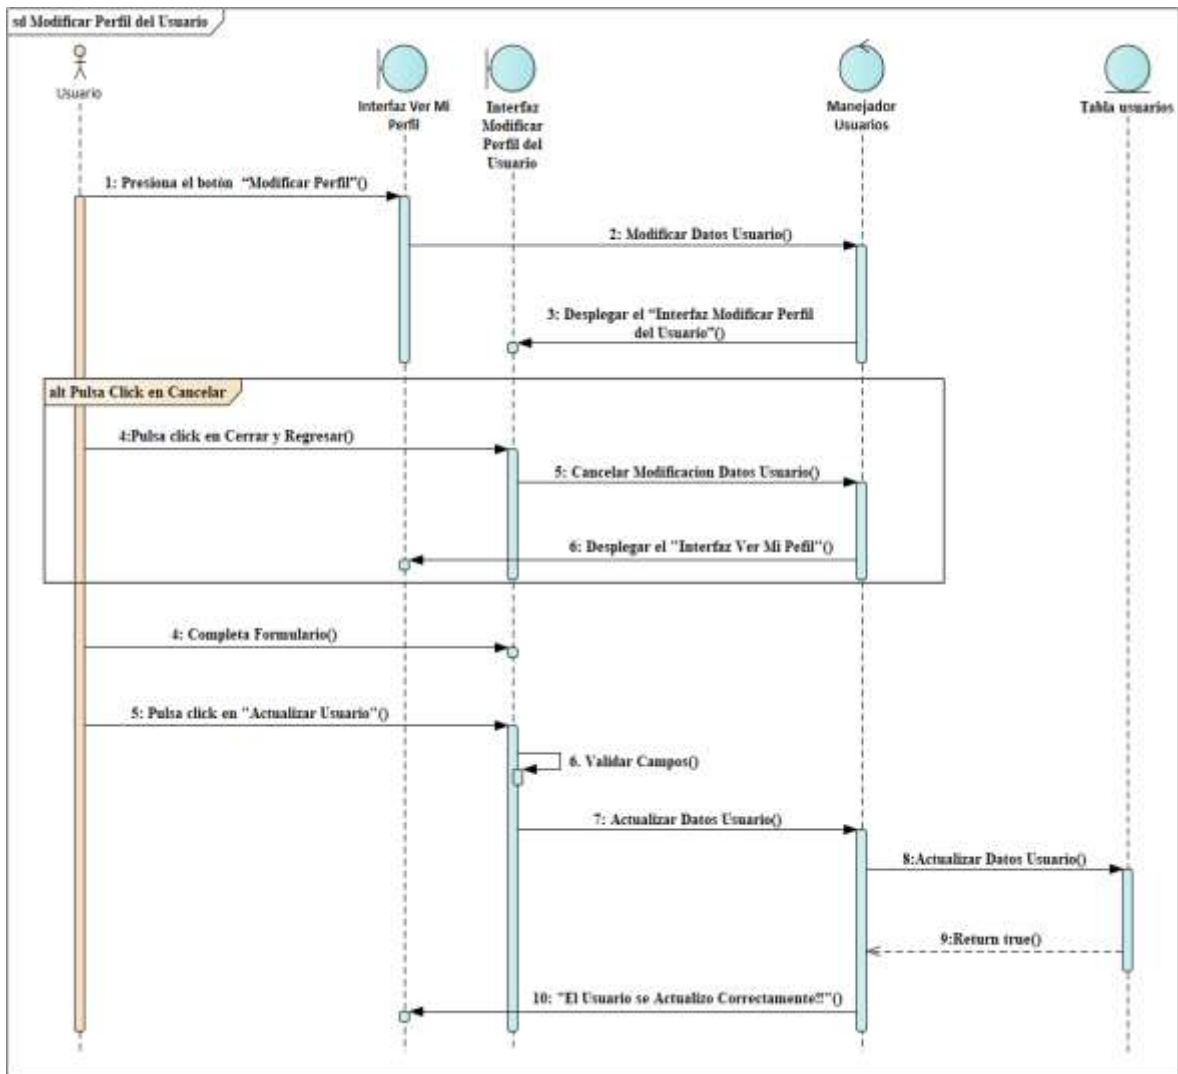 sd Modificar Perfil del Usuario
Usuario
Interfaz Ver Mi
Perfil
Interfaz
Modificar
Perfil del
Usuario
Manejador
Usuarios
Tabla usuarios
1: Presiona el botón “Modificar Perfil”()
2: Modificar Datos Usuario()
3: Desplegar el “Interfaz Modificar Perfil
del Usuario”()
alt Pulsa Click en Cancelar
4:Pulsa click en Cerrar y Regresar()
5: Cancelar Modificacion Datos Usuario()
6: Desplegar el "Interfaz Ver Mi Pefil"()
4: Completa Formulario()
5: Pulsa click en "Actualizar Usuario"()
6. Validar Campos()
7: Actualizar Datos Usuario()
8:Actualizar Datos Usuario()
9:Return true()
10: "El Usuario se Actualizo Correctamente!!"()